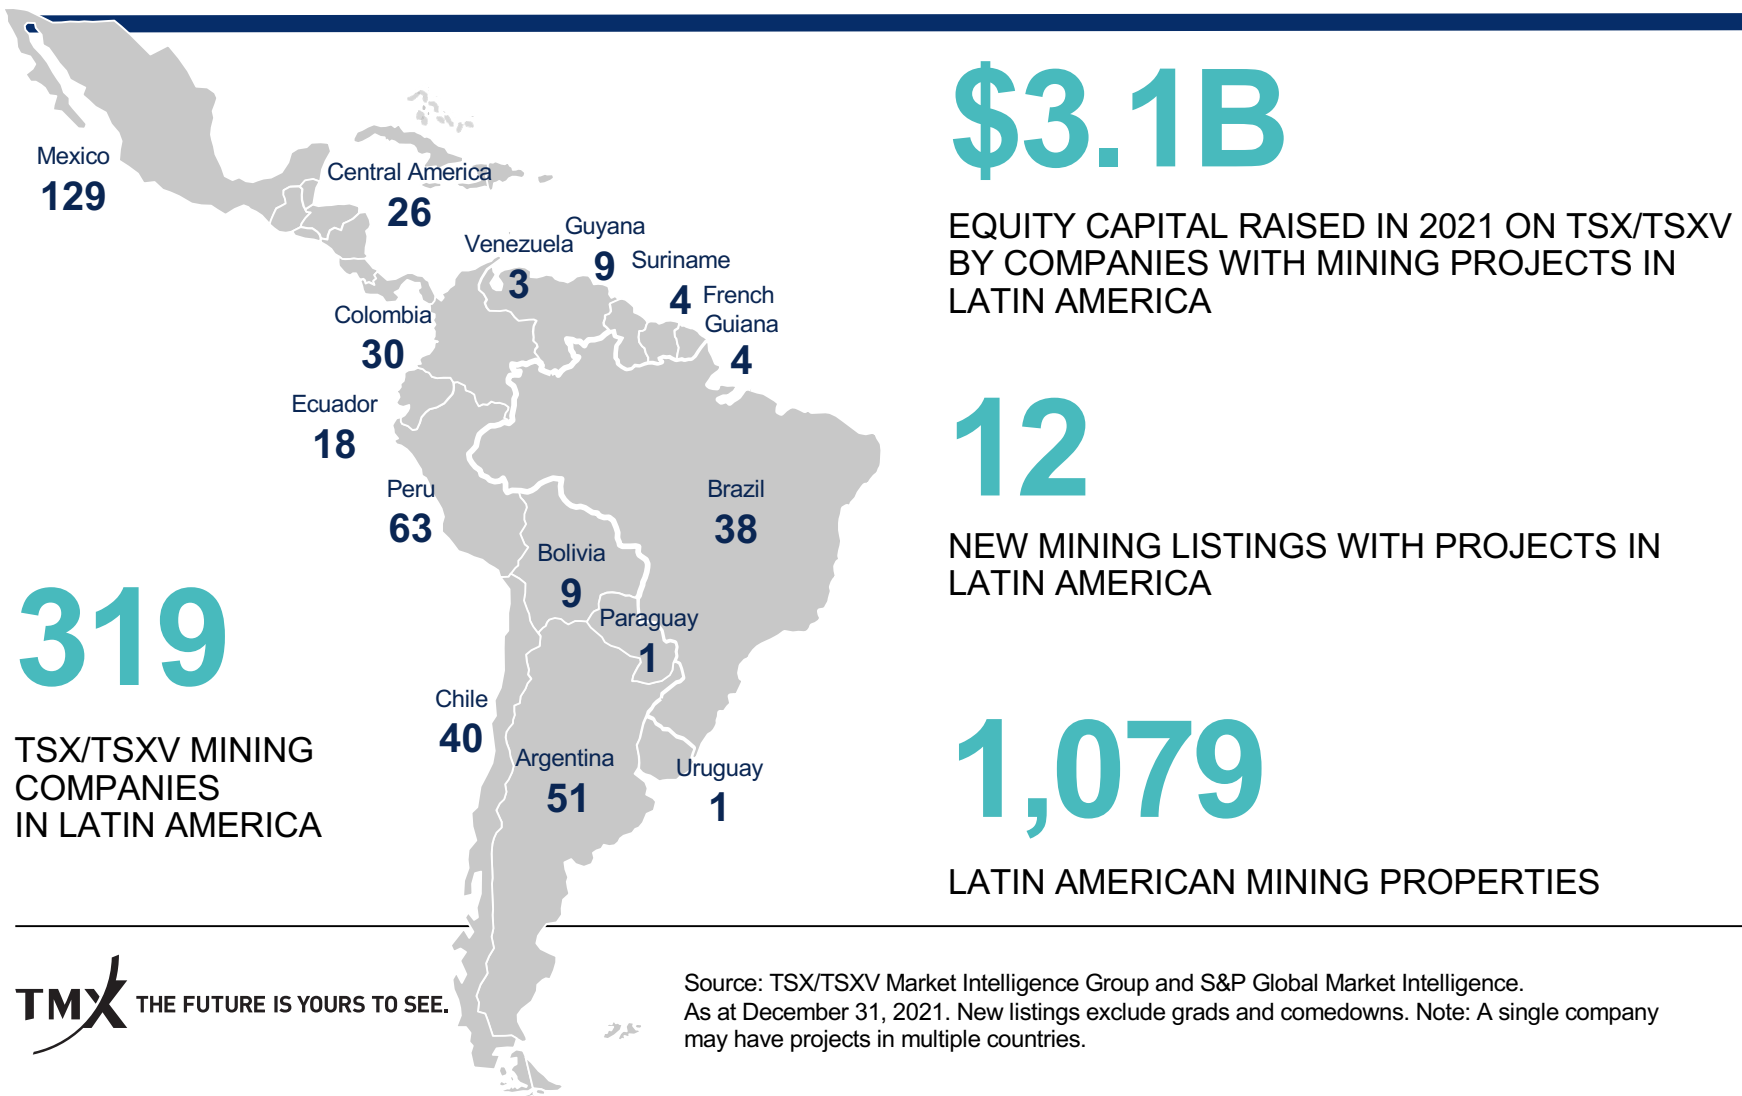 Mexico
129
Central America
26
Venezuela
3
Guyana
9
Suriname
4
French
Guiana
4
Colombia
30
Ecuador
18
Peru
63
Brazil
38
Bolivia
9
Paraguay
1
Chile
40
Argentina
51
Uruguay
1
319
TSX/TSXV MINING
COMPANIES
IN LATIN AMERICA
$3.1B
EQUITY CAPITAL RAISED IN 2021 ON TSX/TSXV
BY COMPANIES WITH MINING PROJECTS IN
LATIN AMERICA
12
NEW MINING LISTINGS WITH PROJECTS IN
LATIN AMERICA
1,079
LATIN AMERICAN MINING PROPERTIES
TMX THE FUTURE IS YOURS TO SEE.
Source: TSX/TSXV Market Intelligence Group and S&P Global Market Intelligence.
As at December 31, 2021. New listings exclude grads and comedowns. Note: A single company
may have projects in multiple countries.